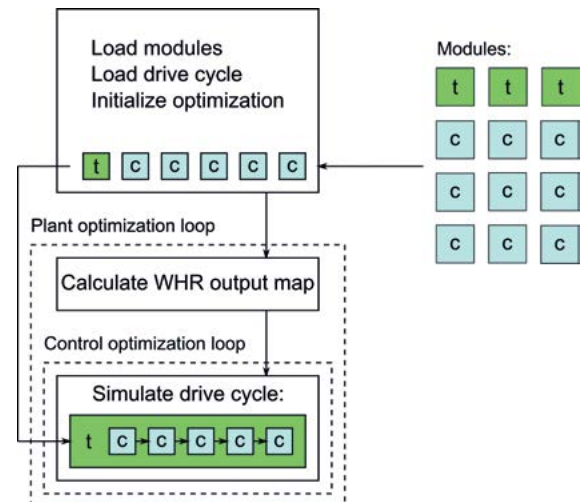 Load modules
Load drive cycle
Initialize optimization
t c c c c c
Modules:
t t t
c c c
c c c
c c c
Plant optimization loop
Calculate WHR output map
Control optimization loop
Simulate drive cycle:
t c c c c c